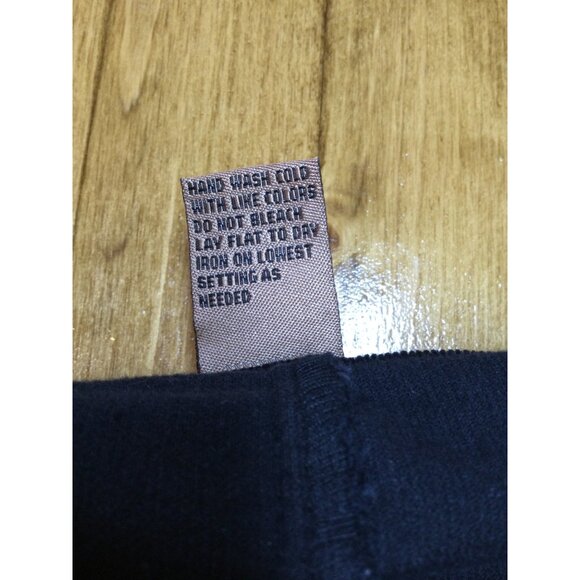 HAND WASH COLD
WITH LIKE COLORS
DO NOT BLEACH
LAY FLAT TO DRY
IRON ON LOWEST
SETTING AS
NEEDED